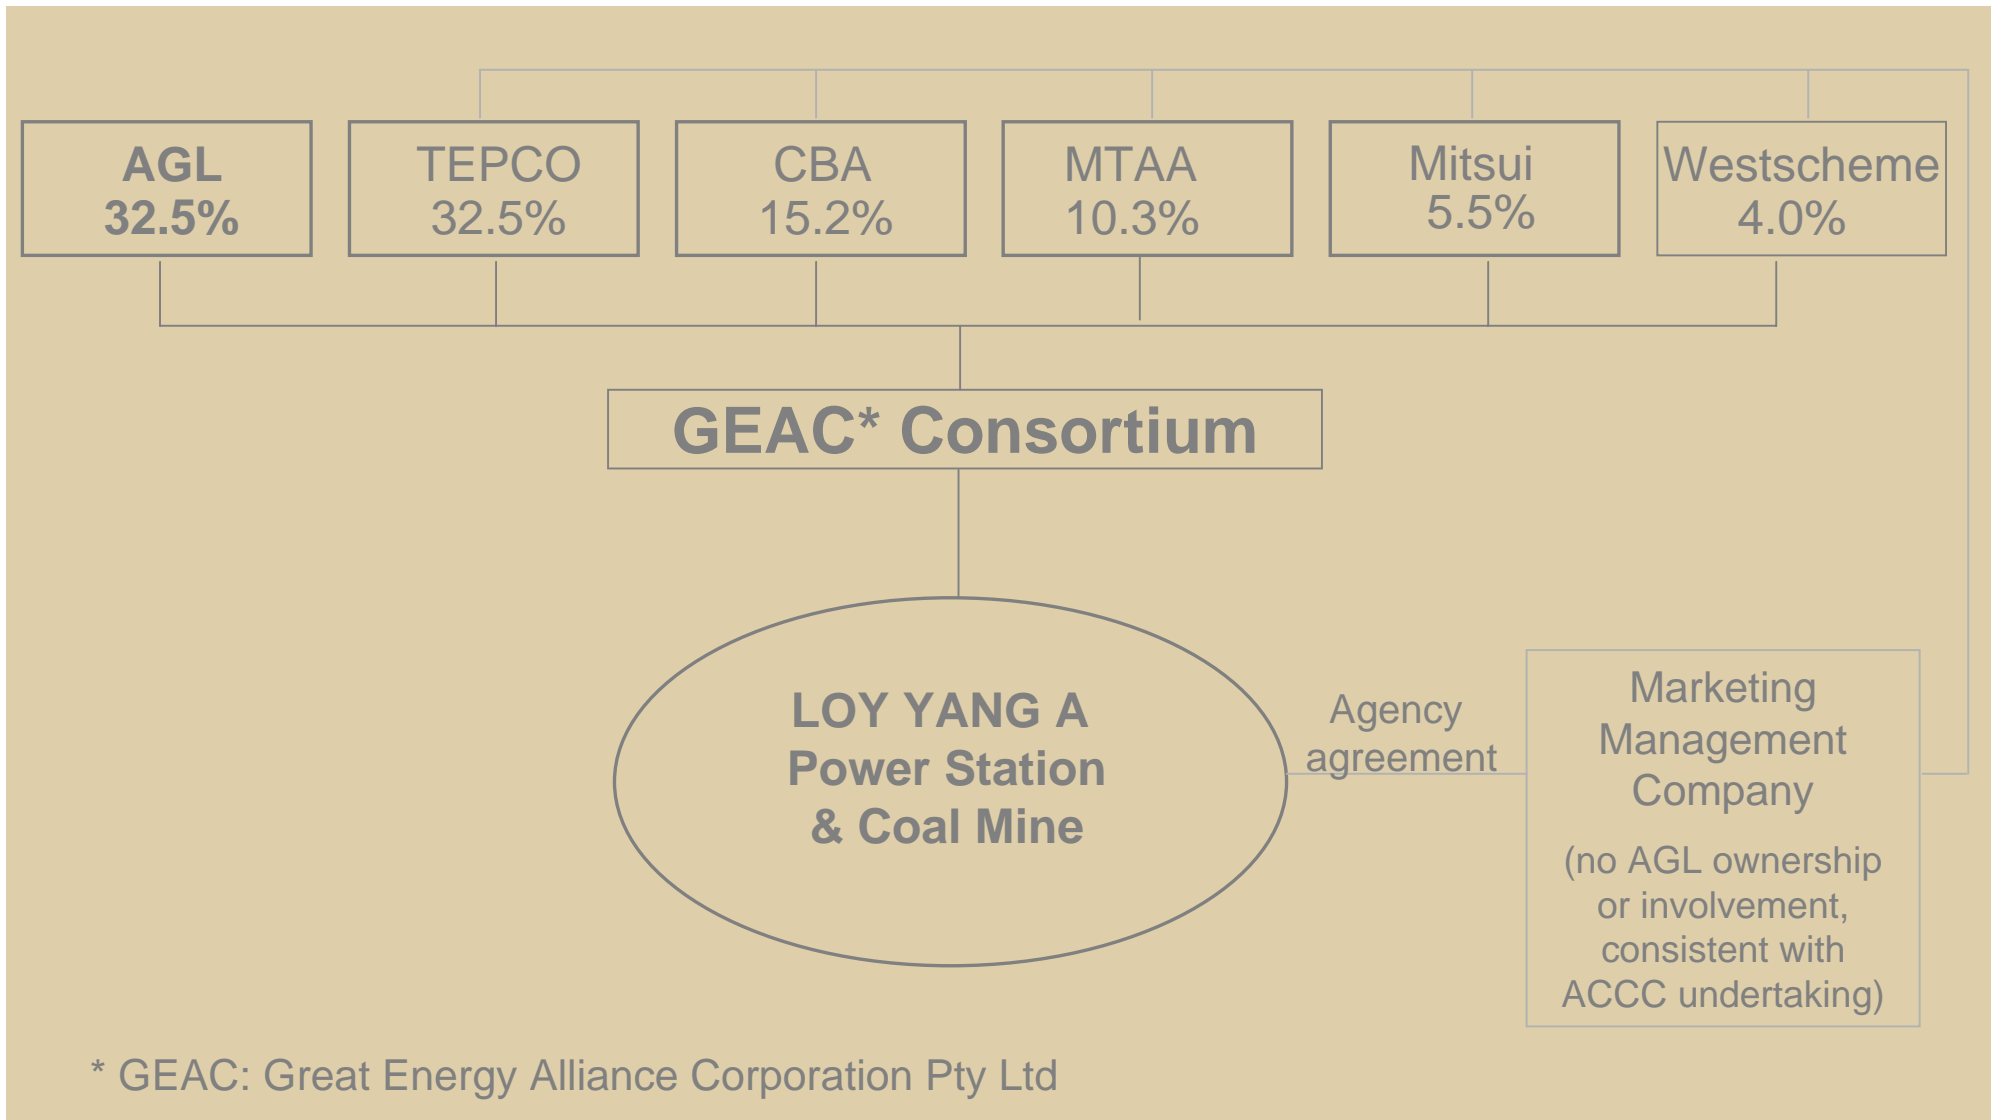 AGL
32.5%
TEPCO
32.5%
CBA
15.2%
MTAA
10.3%
Mitsui
5.5%
Westscheme
4.0%
GEAC* Consortium
LOY YANG A
Power Station
& Coal Mine
Agency
agreement
Marketing
Management
Company
(no AGL ownership
or involvement,
consistent with
ACCC undertaking)
* GEAC: Great Energy Alliance Corporation Pty Ltd